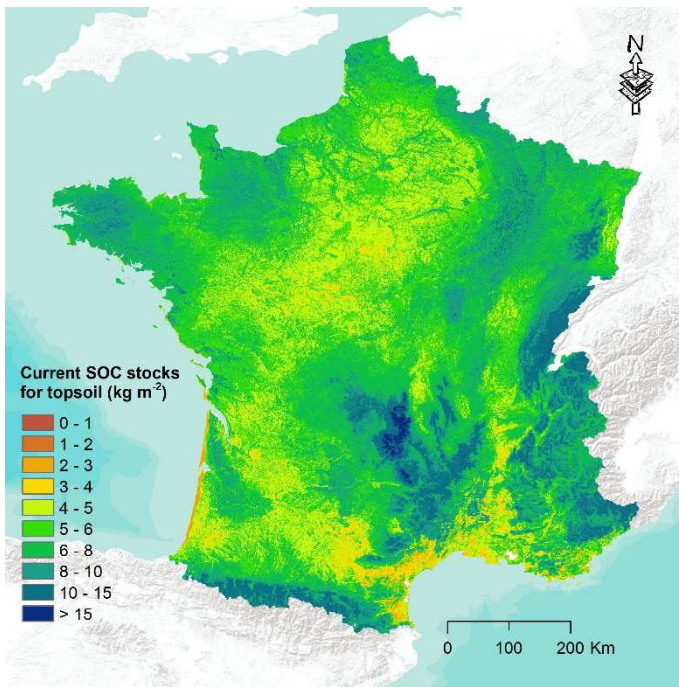 N
Current SOC stocks
for topsoil (kg m⁻²)
0 - 1
1 - 2
2 - 3
3 - 4
4 - 5
5 - 6
6 - 8
8 - 10
10 - 15
> 15
0 100 200 Km